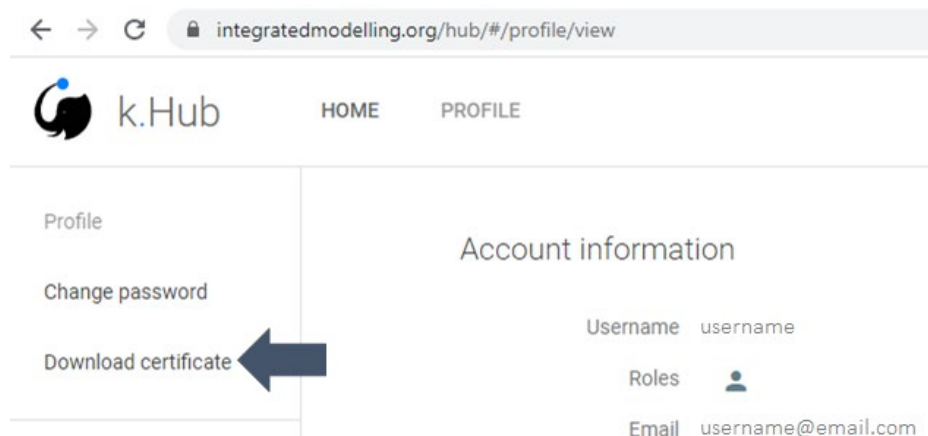 integratedmodelling.org/hub/#/profile/view
k.Hub HOME PROFILE
Profile
Change password
Download certificate
Account information
Username username
Roles
Email username@email.com